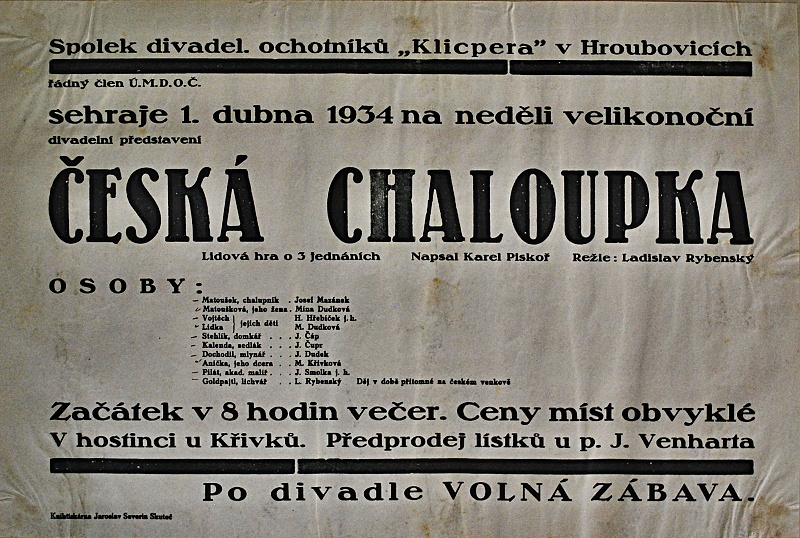 Spolek divadel. ochotníků „Klicpera” v Hroubovicích
řádný člen Ú.M.D.O.Č.
sehraje 1. dubna 1934 na neděli velikonoční
divadelní představení
ČESKÁ CHALOUPKA
Lidová hra o 3 jednáních Napsal Karel Piskoř Režie: Ladislav Rybenský
OSOBY:
Matoušek, chalupník . Josef Mazánek
Matoušková, jeho žena . Mína Dudková
Vojtěch } jejich děti H. Hřebíček j. h.
Lidka M. Dudková
Stehlík, domkář . . . J. Čáp
Kalenda, sedlák . . . J. Čupr
Dochodil, mlynář . . J. Dudek
Anička, jeho dcera . . M. Křivková
Pilát, akad. malíř . . . J. Smolka j. h.
Goldpajtl, lichvář . . L. Rybenský Děj v době přítomné na českém venkově
Začátek v 8 hodin večer. Ceny míst obvyklé
V hostinci u Křivků. Předprodej lístků u p. J. Venharta
Po divadle VOLNÁ ZÁBAVA.
Knihtiskárna Jaroslav Severin Skuteč